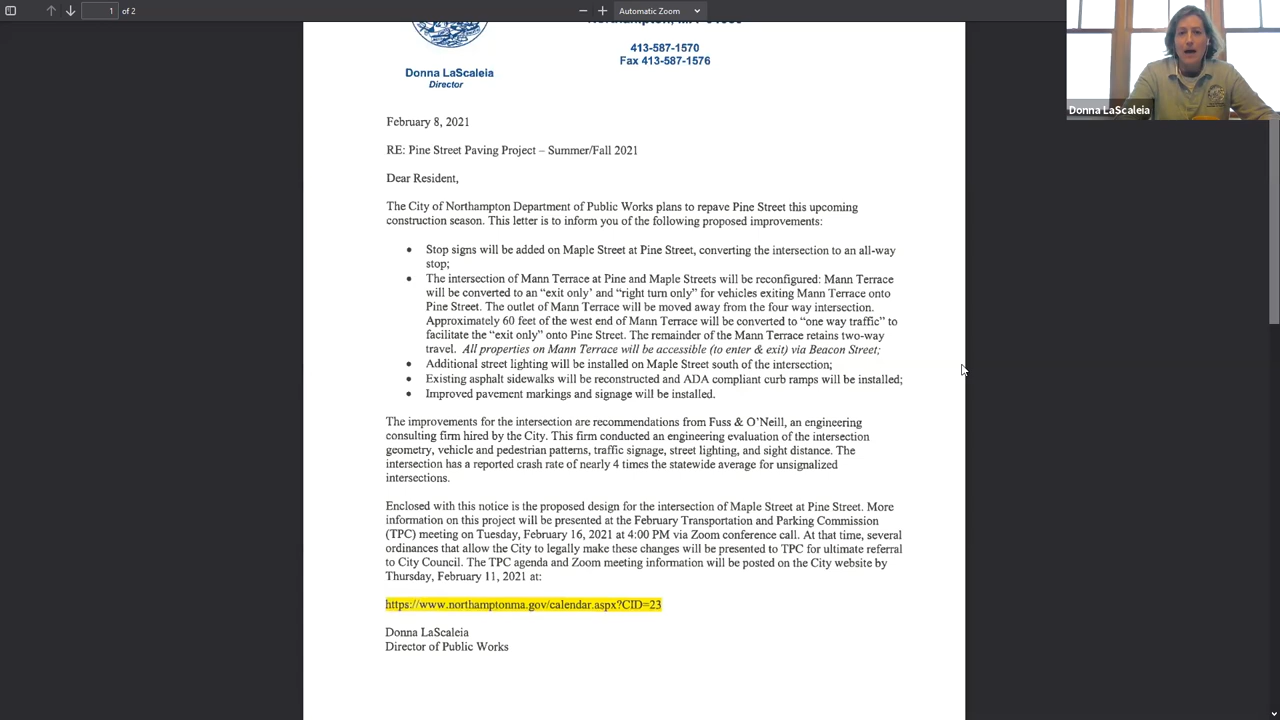 1
of 2
Automatic Zoom
413-587-1570
Fax 413-587-1576
Donna LaScaleia
Director
Donna LaScaleia
February 8, 2021
RE: Pine Street Paving Project – Summer/Fall 2021
Dear Resident,
The City of Northampton Department of Public Works plans to repave Pine Street this upcoming
construction season. This letter is to inform you of the following proposed improvements:
• Stop signs will be added on Maple Street at Pine Street, converting the intersection to an all-way
stop;
• The intersection of Mann Terrace at Pine and Maple Streets will be reconfigured: Mann Terrace
will be converted to an “exit only’ and “right turn only” for vehicles exiting Mann Terrace onto
Pine Street. The outlet of Mann Terrace will be moved away from the four way intersection.
Approximately 60 feet of the west end of Mann Terrace will be converted to “one way traffic” to
facilitate the “exit only” onto Pine Street. The remainder of the Mann Terrace retains two-way
travel. All properties on Mann Terrace will be accessible (to enter & exit) via Beacon Street;
• Additional street lighting will be installed on Maple Street south of the intersection;
• Existing asphalt sidewalks will be reconstructed and ADA compliant curb ramps will be installed;
• Improved pavement markings and signage will be installed.
The improvements for the intersection are recommendations from Fuss & O’Neill, an engineering
consulting firm hired by the City. This firm conducted an engineering evaluation of the intersection
geometry, vehicle and pedestrian patterns, traffic signage, street lighting, and sight distance. The
intersection has a reported crash rate of nearly 4 times the statewide average for unsignalized
intersections.
Enclosed with this notice is the proposed design for the intersection of Maple Street at Pine Street. More
information on this project will be presented at the February Transportation and Parking Commission
(TPC) meeting on Tuesday, February 16, 2021 at 4:00 PM via Zoom conference call. At that time, several
ordinances that allow the City to legally make these changes will be presented to TPC for ultimate referral
to City Council. The TPC agenda and Zoom meeting information will be posted on the City website by
Thursday, February 11, 2021 at:
https://www.northamptonma.gov/calendar.aspx?CID=23
Donna LaScaleia
Director of Public Works